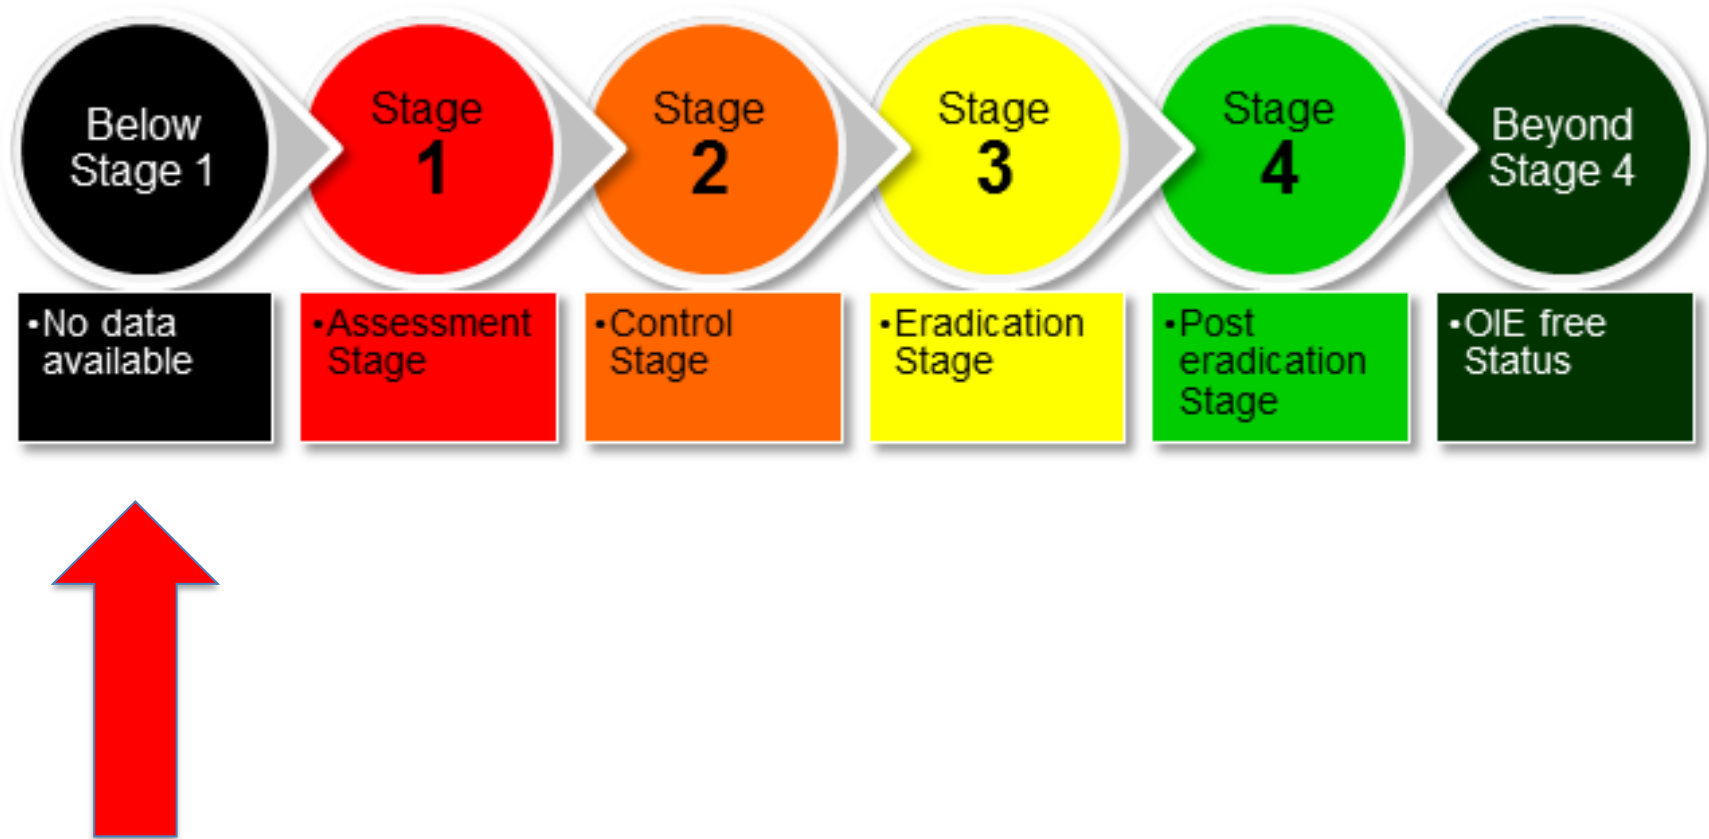 Below
Stage 1
Stage
1
Stage
2
Stage
3
Stage
4
Beyond
Stage 4
•No data
available
•Assessment
Stage
•Control
Stage
•Eradication
Stage
•Post
eradication
Stage
•OIE free
Status